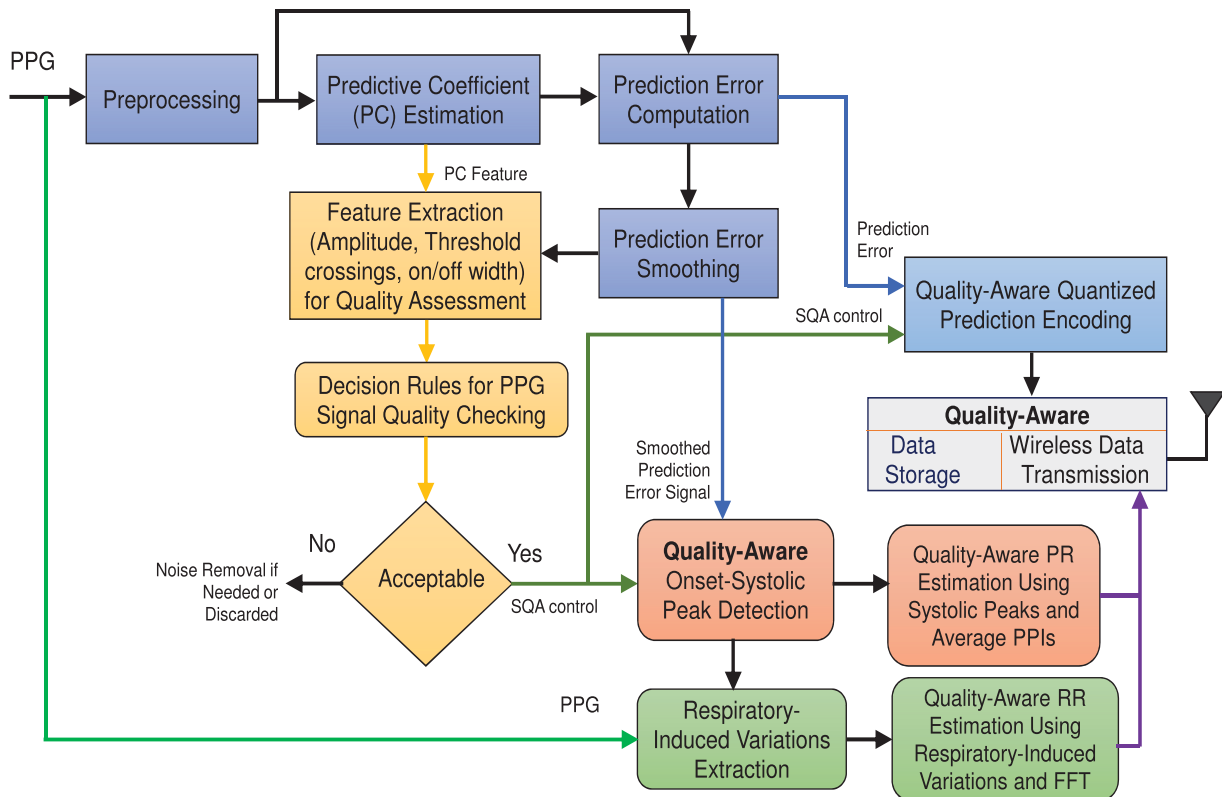 PPG
Preprocessing
Predictive Coefficient
(PC) Estimation
Prediction Error
Computation
PC Feature
Feature Extraction
(Amplitude, Threshold
crossings, on/off width)
for Quality Assessment
Prediction Error
Smoothing
Prediction
Error
Quality-Aware Quantized
Prediction Encoding
SQA control
Decision Rules for PPG
Signal Quality Checking
Quality-Aware
Data
Storage
Wireless Data
Transmission
Smoothed
Prediction
Error Signal
No
Noise Removal if
Needed or
Discarded
Acceptable
Yes
SQA control
Quality-Aware
Onset-Systolic
Peak Detection
Quality-Aware PR
Estimation Using
Systolic Peaks and
Average PPIs
PPG
Respiratory-
Induced Variations
Extraction
Quality-Aware RR
Estimation Using
Respiratory-Induced
Variations and FFT